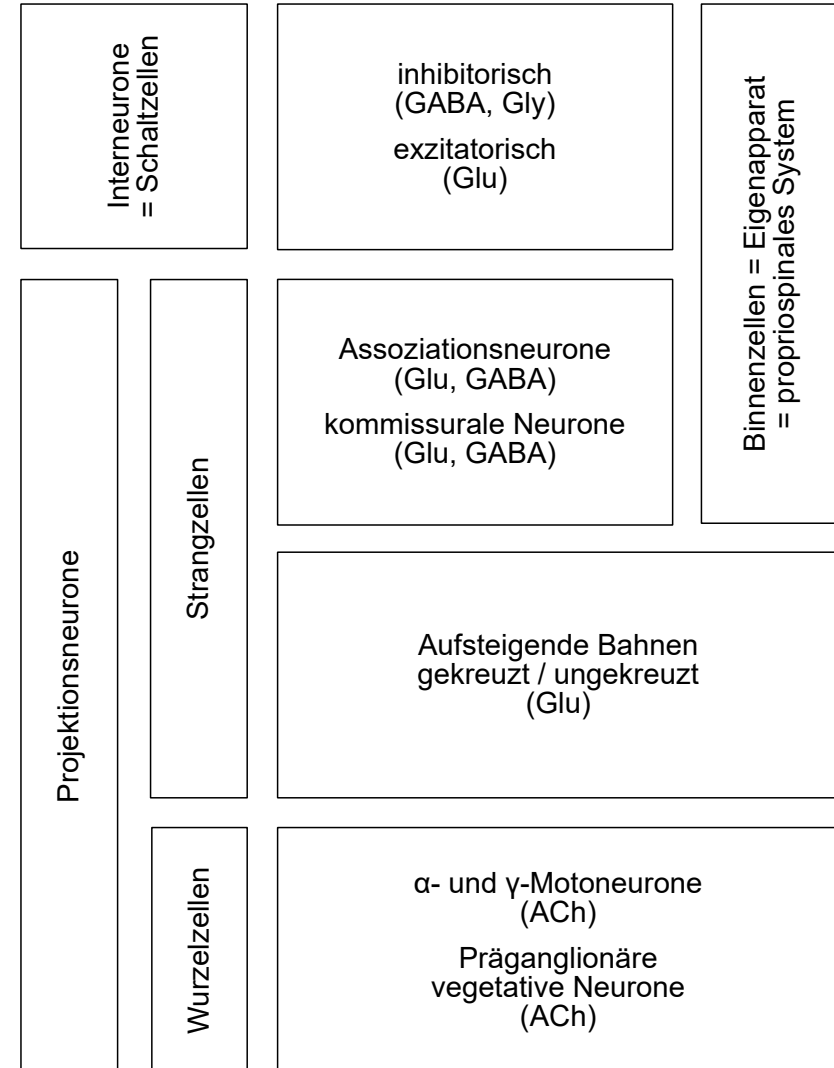 Interneurone
= Schaltzellen
inhibitorisch
(GABA, Gly)
exzitatorisch
(Glu)
Binnenzellen = Eigenapparat
= propriospinales System
Projektionsneurone
Strangzellen
Assoziationsneurone
(Glu, GABA)
kommissurale Neurone
(Glu, GABA)
Aufsteigende Bahnen
gekreuzt / ungekreuzt
(Glu)
Wurzelzellen
α- und γ-Motoneurone
(ACh)
Präganglionäre
vegetative Neurone
(ACh)